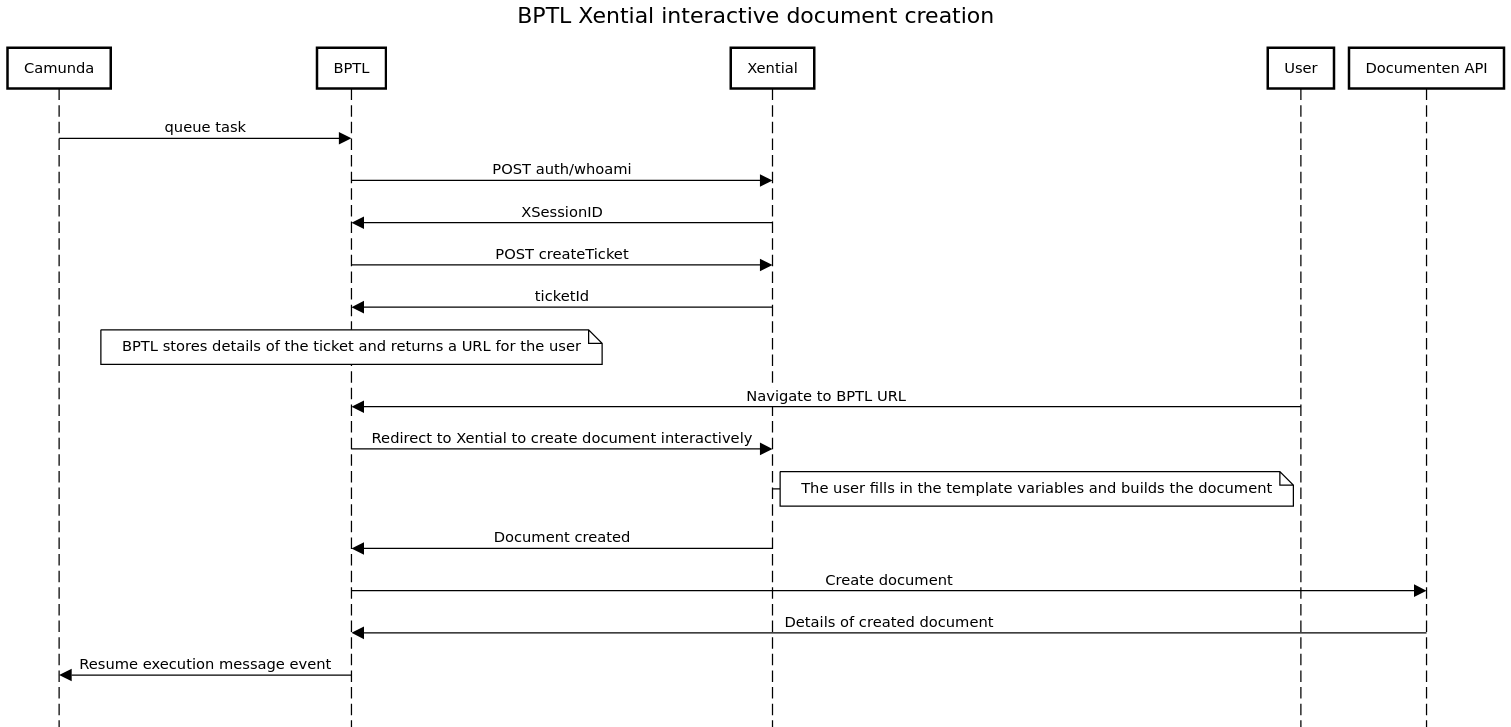 BPTL Xential interactive document creation
Camunda
BPTL
Xential
User
Documenten API
queue task
POST auth/whoami
XSessionID
POST createTicket
ticketId
BPTL stores details of the ticket and returns a URL for the user
Navigate to BPTL URL
Redirect to Xential to create document interactively
The user fills in the template variables and builds the document
Document created
Create document
Details of created document
Resume execution message event